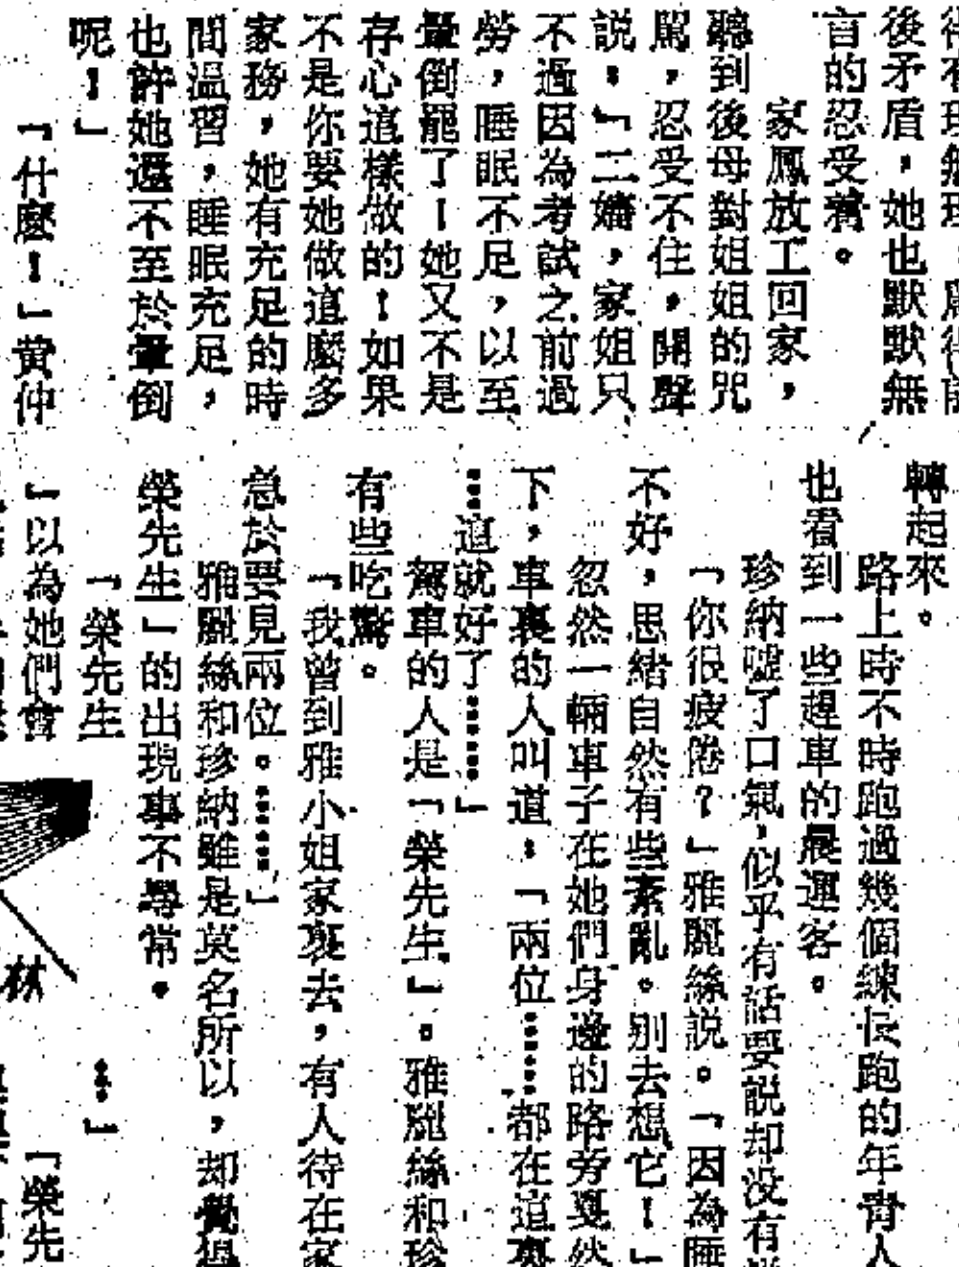 後矛盾，她也默默無
言的忍受着。
家鳳放工回家，
聽到後母對姐姐的咒
駡，忍受不住，開聲
説：「二嬸，家姐只
不過因為考試之前過
勞，睡眠不足，以至
暈倒罷了！她又不是
存心這樣做的！如果
不是你要她做這麼多
家務，她有充足的時
間溫習，睡眠充足，
也許她還不至於暈倒
呢！」
「什麼！」黄仲
轉起來。
路上時不時跑過幾個練長跑的年青人
也看到一些趕車的晨運客。
珍納噓了口氣，似乎有話要説却没有
「你很疲倦？」雅麗絲説。「因為睡
不好，思緒自然有些紊亂。别去想它！」
忽然一輛車子在她們身邊的路旁戛然
下，車裏的人叫道：「兩位……都在這裏
……這就好了……」
駕車的人是「榮先生」。雅麗絲和珍
有些吃驚。
「我曾到雅小姐家裏去，有人待在家
急於要見兩位。……」
雅麗絲和珍納雖是莫名所以，却覺得
榮先生」的出現事不尋常。
「榮先生
…」
」以為她們會
「榮先
林